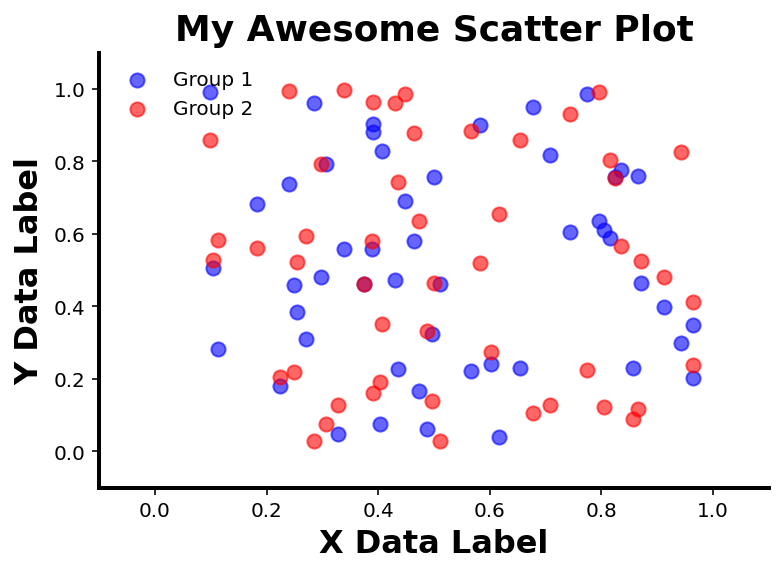 My Awesome Scatter Plot
Group 1
Group 2
Y Data Label
1.0
0.8
0.6
0.4
0.2
0.0
0.0 0.2 0.4 0.6 0.8 1.0
X Data Label